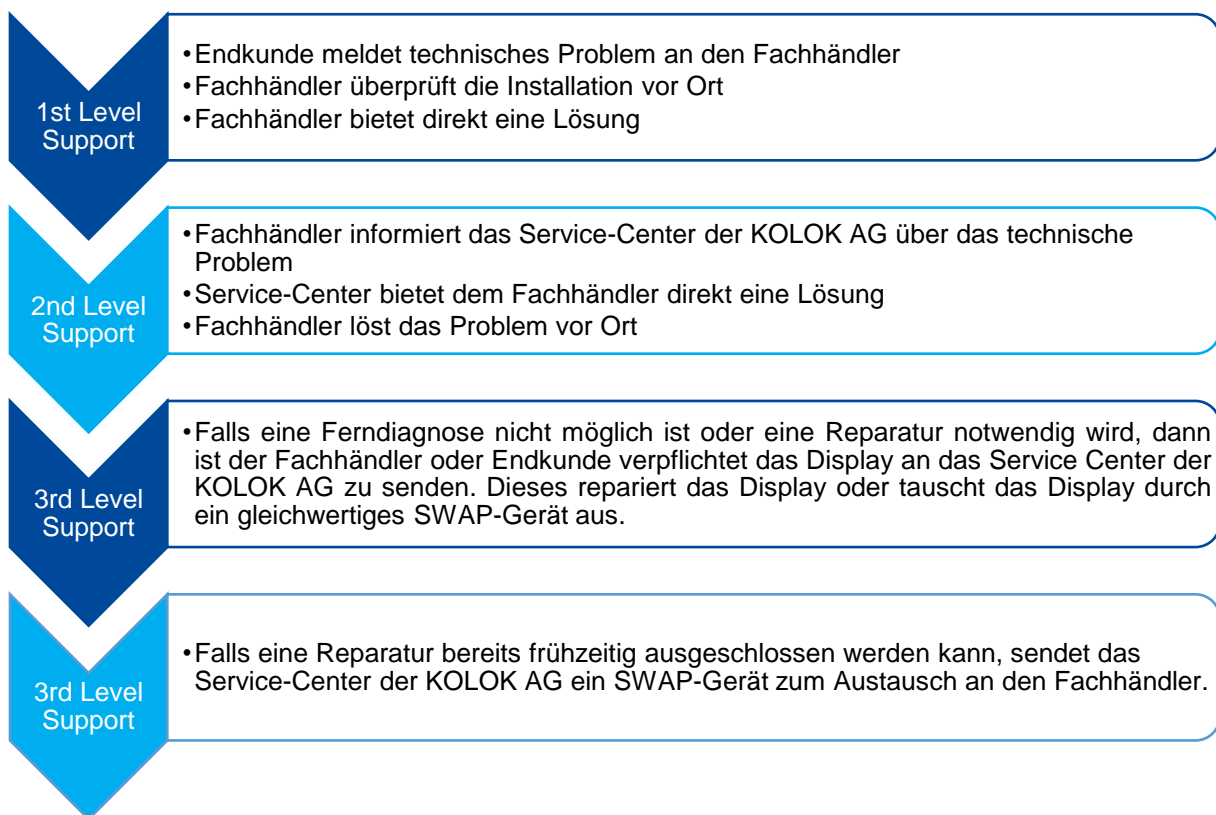 1st Level
Support
•Endkunde meldet technisches Problem an den Fachhändler
•Fachhändler überprüft die Installation vor Ort
•Fachhändler bietet direkt eine Lösung
2nd Level
Support
•Fachhändler informiert das Service-Center der KOLOK AG über das technische
Problem
•Service-Center bietet dem Fachhändler direkt eine Lösung
•Fachhändler löst das Problem vor Ort
3rd Level
Support
•Falls eine Ferndiagnose nicht möglich ist oder eine Reparatur notwendig wird, dann
ist der Fachhändler oder Endkunde verpflichtet das Display an das Service Center der
KOLOK AG zu senden. Dieses repariert das Display oder tauscht das Display durch
ein gleichwertiges SWAP-Gerät aus.
3rd Level
Support
•Falls eine Reparatur bereits frühzeitig ausgeschlossen werden kann, sendet das
Service-Center der KOLOK AG ein SWAP-Gerät zum Austausch an den Fachhändler.